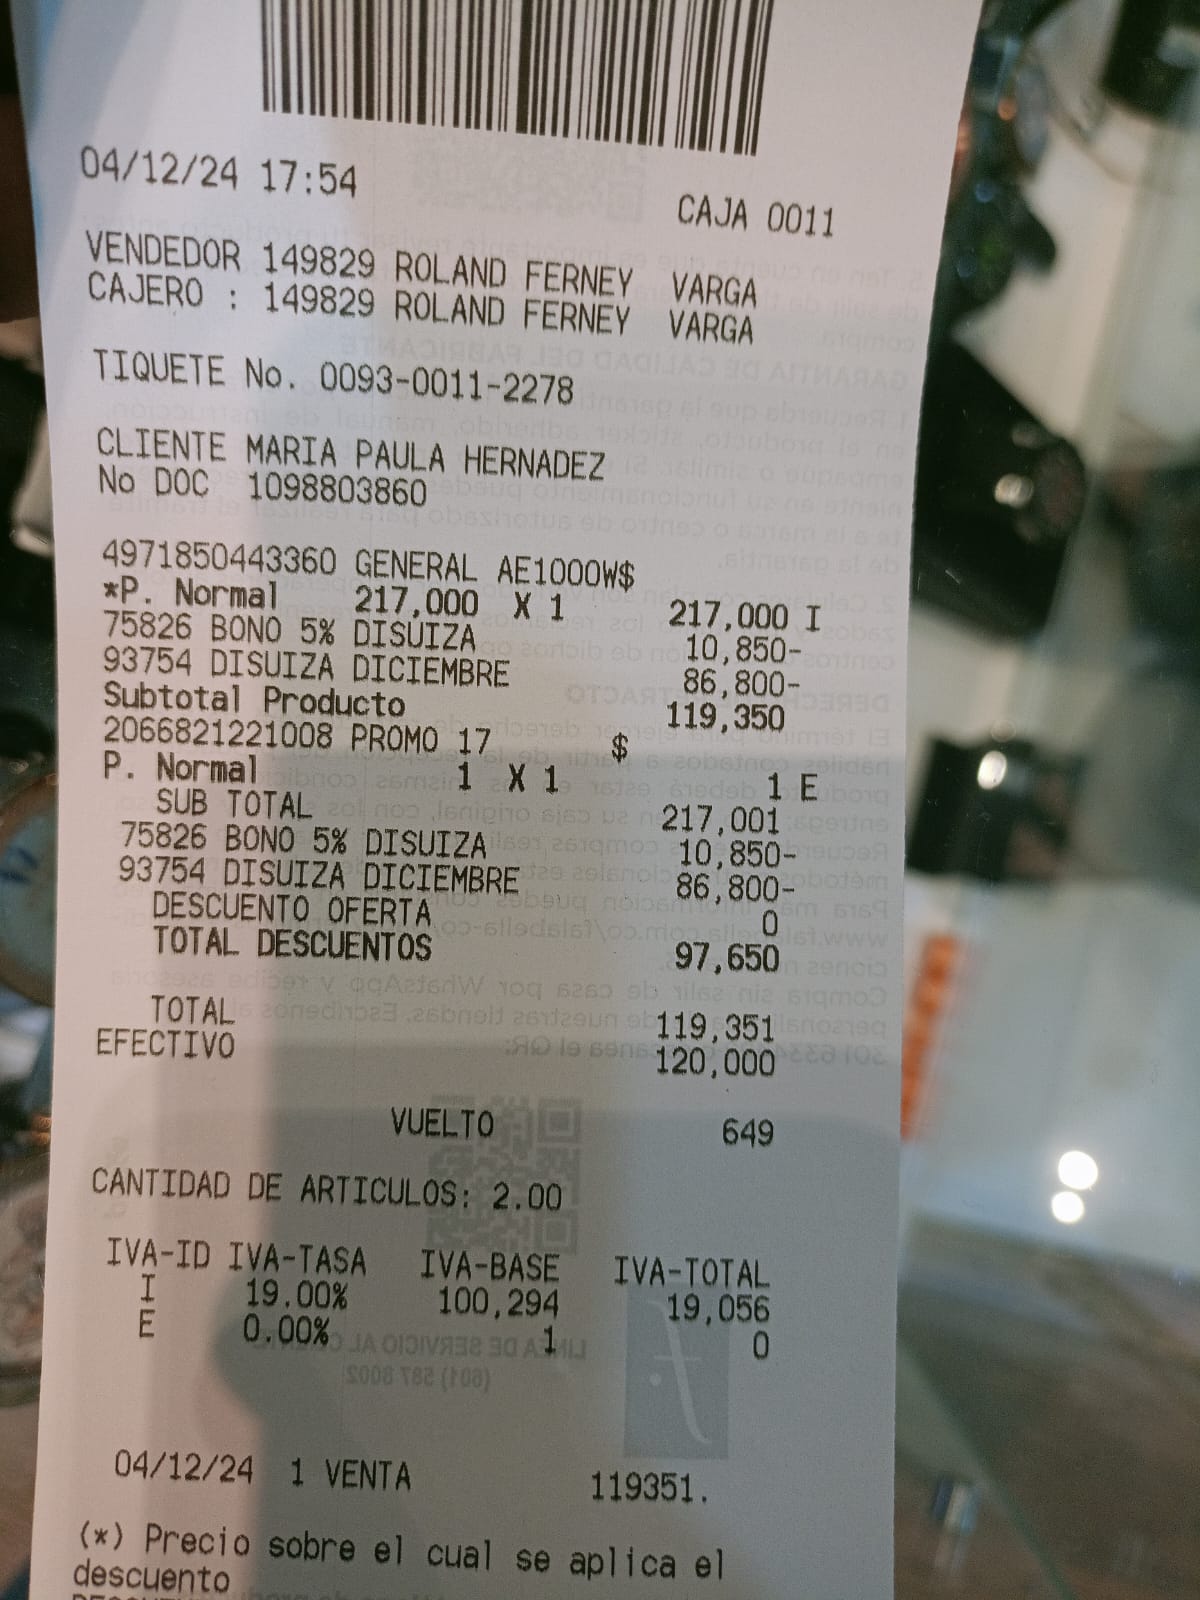 04/12/24 17:54 CAJA 0011
VENDEDOR 149829 ROLAND FERNEY VARGA
CAJERO : 149829 ROLAND FERNEY VARGA
TIQUETE No. 0093-0011-2278
CLIENTE MARIA PAULA HERNADEZ
No DOC 1098803860
4971850443360 GENERAL AE1000W$
*P. Normal 217,000 X 1 217,000 I
75826 BONO 5% DISUIZA 10,850-
93754 DISUIZA DICIEMBRE 86,800-
Subtotal Producto 119,350
2066821221008 PROMO 17 $
P. Normal 1 X 1 1 E
SUB TOTAL 217,001
75826 BONO 5% DISUIZA 10,850-
93754 DISUIZA DICIEMBRE 86,800-
DESCUENTO OFERTA 0
TOTAL DESCUENTOS 97,650
TOTAL 119,351
EFECTIVO 120,000
VUELTO 649
CANTIDAD DE ARTICULOS: 2.00
IVA-ID IVA-TASA IVA-BASE IVA-TOTAL
I 19.00% 100,294 19,056
E 0.00% 1 0
04/12/24 1 VENTA 119351.
(*) Precio sobre el cual se aplica el
descuento